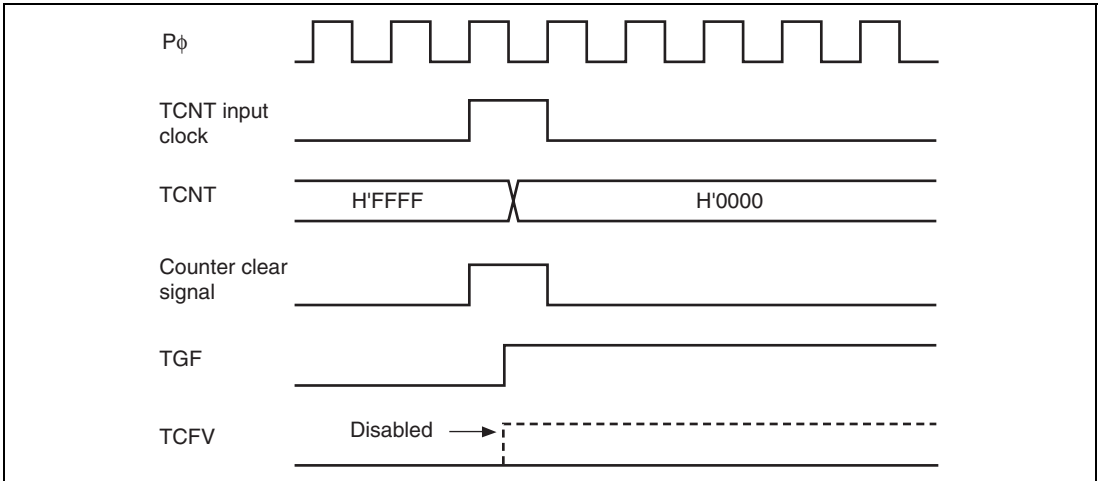 Pϕ
TCNT input
clock
TCNT
H'FFFF
H'0000
Counter clear
signal
TGF
TCFV
Disabled